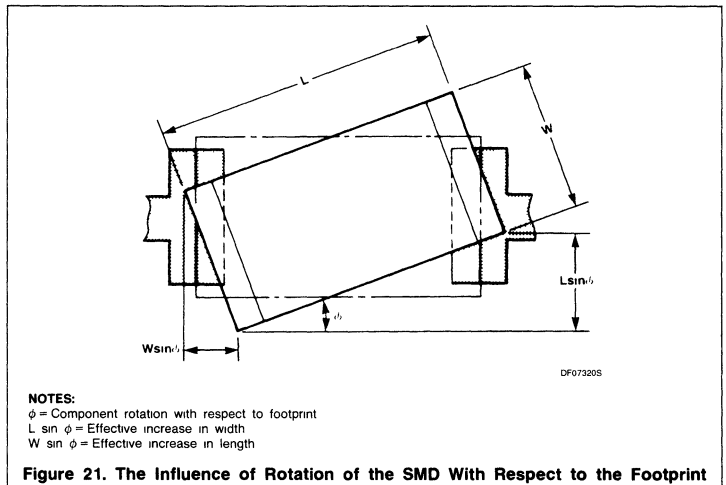 L
W
Lsinϕ
ϕ
Wsinϕ
DF07320S
NOTES:
ϕ = Component rotation with respect to footprint
L sin ϕ = Effective increase in width
W sin ϕ = Effective increase in length
Figure 21. The Influence of Rotation of the SMD With Respect to the Footprint